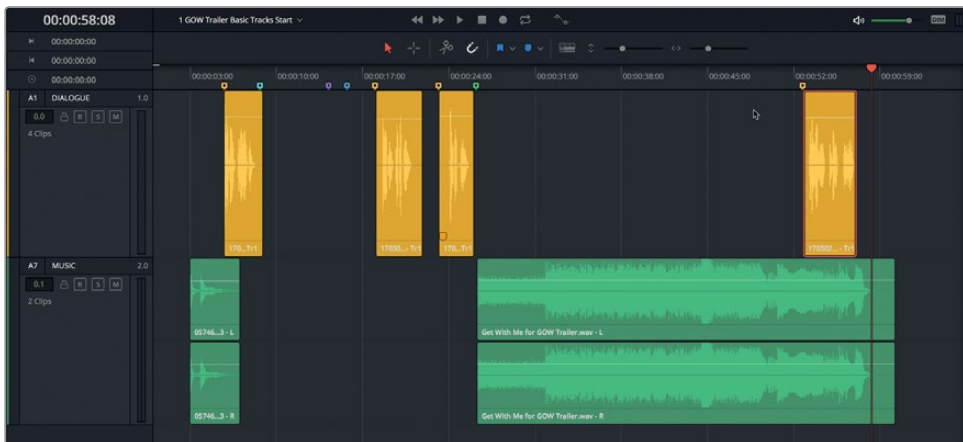 00:00:58:08
1 GOW Trailer Basic Tracks Start
DIM
00:00:00:00
00:00:00:00
00:00:00:00
00:00:03:00 00:00:10:00 00:00:17:00 00:00:24:00 00:00:31:00 00:00:38:00 00:00:45:00 00:00:52:00 00:00:59:00
A1 DIALOGUE 1.0
0.0 R S M
4 Clips
170...Tr1 17030... - Tr1 170...Tr1 170302... - Tr1
A7 MUSIC 2.0
0.1 R S M
2 Clips
05746...3 - L Get With Me for GOW Trailer.wav - L
05746...3 - R Get With Me for GOW Trailer.wav - R